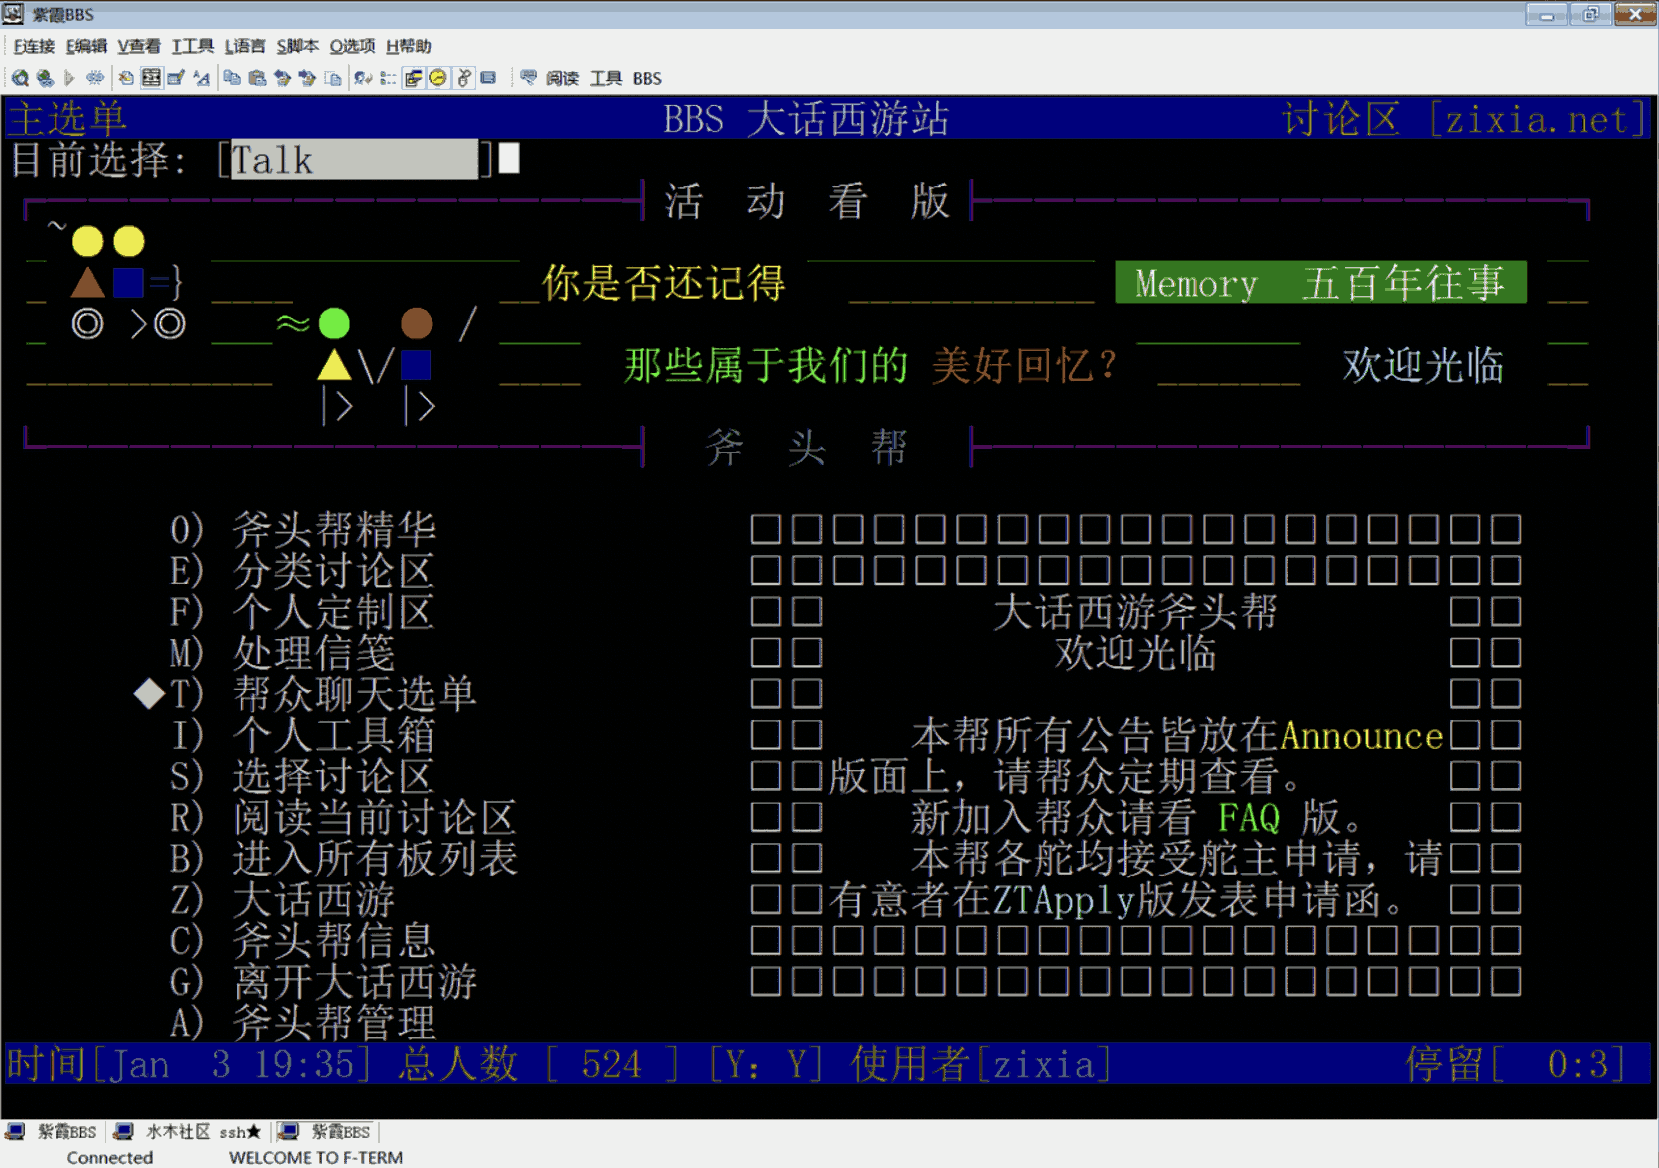 紫霞BBS
F连接 E编辑 V查看 T工具 L语言 S脚本 O选项 H帮助
阅读 工具 BBS
主选单 BBS 大话西游站 讨论区 [zixia.net]
目前选择: [Talk]
活 动 看 版
你是否还记得 Memory 五百年往事
那些属于我们的 美好回忆? 欢迎光临
斧 头 帮
O) 斧头帮精华
E) 分类讨论区
F) 个人定制区
M) 处理信笺
◆T) 帮众聊天选单
I) 个人工具箱
S) 选择讨论区
R) 阅读当前讨论区
B) 进入所有板列表
Z) 大话西游
C) 斧头帮信息
G) 离开大话西游
A) 斧头帮管理
大话西游斧头帮
欢迎光临
本帮所有公告皆放在Announce
版面上，请帮众定期查看。
新加入帮众请看 FAQ 版。
本帮各舵均接受舵主申请，请
有意者在ZTApply版发表申请函。
时间[Jan 3 19:35] 总人数 [ 524 ] [Y: Y] 使用者[zixia] 停留[ 0:3]
紫霞BBS 水木社区 ssh★ 紫霞BBS
Connected WELCOME TO F-TERM